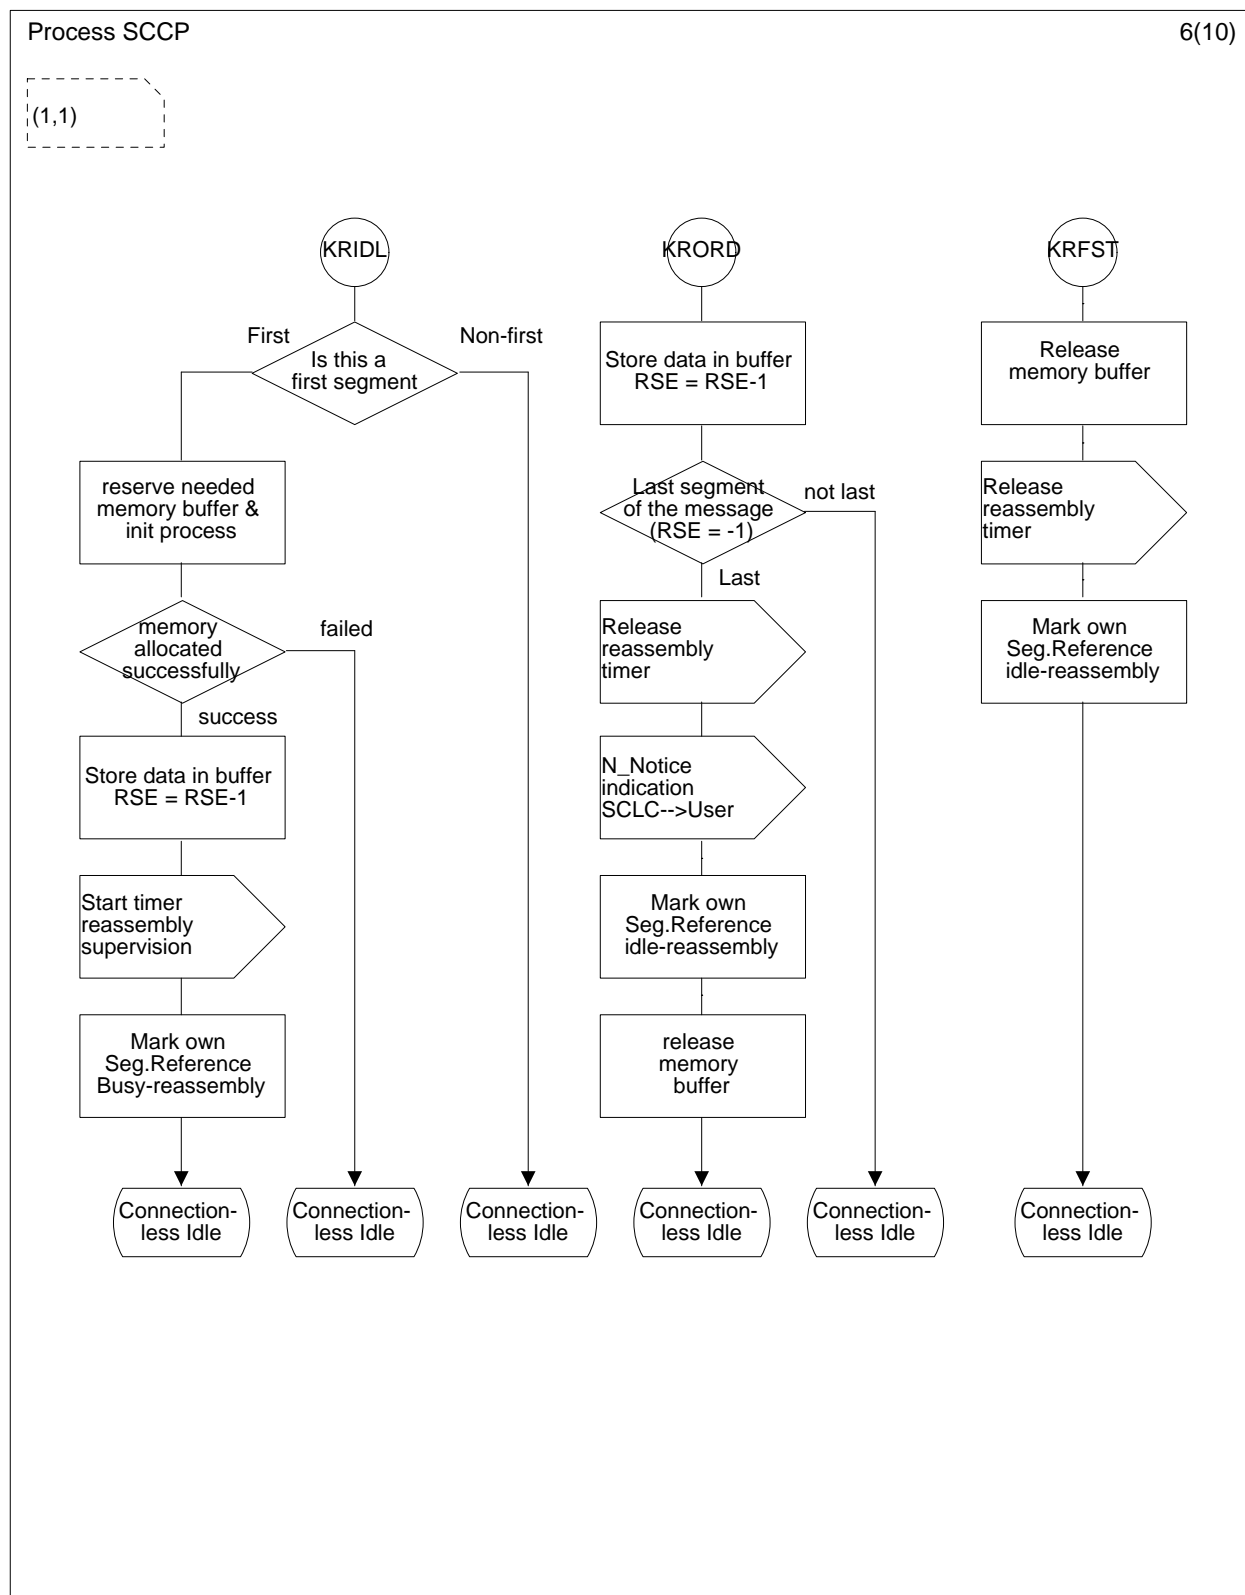 Process SCCP
6(10)
(1,1)
KRIDL
First
Non-first
Is this a
first segment
reserve needed
memory buffer &
init process
memory
allocated
successfully
failed
success
Store data in buffer
RSE = RSE-1
Start timer
reassembly
supervision
Mark own
Seg.Reference
Busy-reassembly
Connection-
less Idle
Connection-
less Idle
Connection-
less Idle
KRORD
Store data in buffer
RSE = RSE-1
Last segment
of the message
(RSE = -1)
not last
Last
Release
reassembly
timer
N_Notice
indication
SCLC-->User
Mark own
Seg.Reference
idle-reassembly
release
memory
buffer
Connection-
less Idle
Connection-
less Idle
KRFST
Release
memory buffer
Release
reassembly
timer
Mark own
Seg.Reference
idle-reassembly
Connection-
less Idle